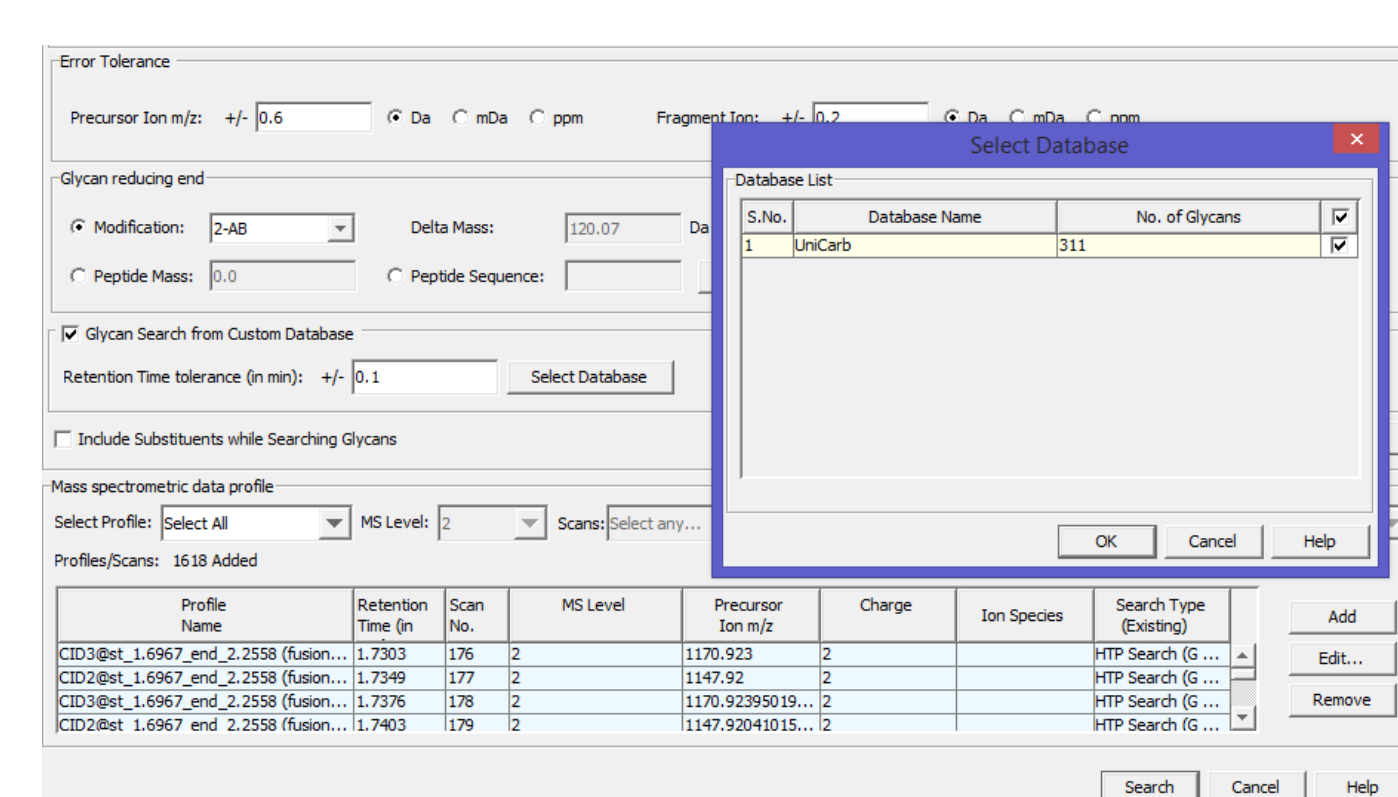 Error Tolerance
Precursor Ion m/z: +/- 0.6 Da mDa ppm Fragment Ion: +/- 0.2 Da mDa ppm
Select Database
Database List
S.No. Database Name No. of Glycans
1 UniCarb 311
OK Cancel Help
Glycan reducing end
Modification: 2-AB Delta Mass: 120.07 Da
Peptide Mass: 0.0 Peptide Sequence:
Glycan Search from Custom Database
Retention Time tolerance (in min): +/- 0.1 Select Database
Include Substituents while Searching Glycans
Mass spectrometric data profile
Select Profile: Select All MS Level: 2 Scans: Select any...
Profiles/Scans: 1618 Added
Profile Name Retention Time (in Scan No. MS Level Precursor Ion m/z Charge Ion Species Search Type (Existing)
CID3@st_1.6967_end_2.2558 (fusion... 1.7303 176 2 1170.923 2 HTP Search (G ...
CID2@st_1.6967_end_2.2558 (fusion... 1.7349 177 2 1147.92 2 HTP Search (G ...
CID3@st_1.6967_end_2.2558 (fusion... 1.7376 178 2 1170.92395019... 2 HTP Search (G ...
CID2@st_1.6967_end_2.2558 (fusion... 1.7403 179 2 1147.92041015... 2 HTP Search (G ...
Add
Edit...
Remove
Search Cancel Help